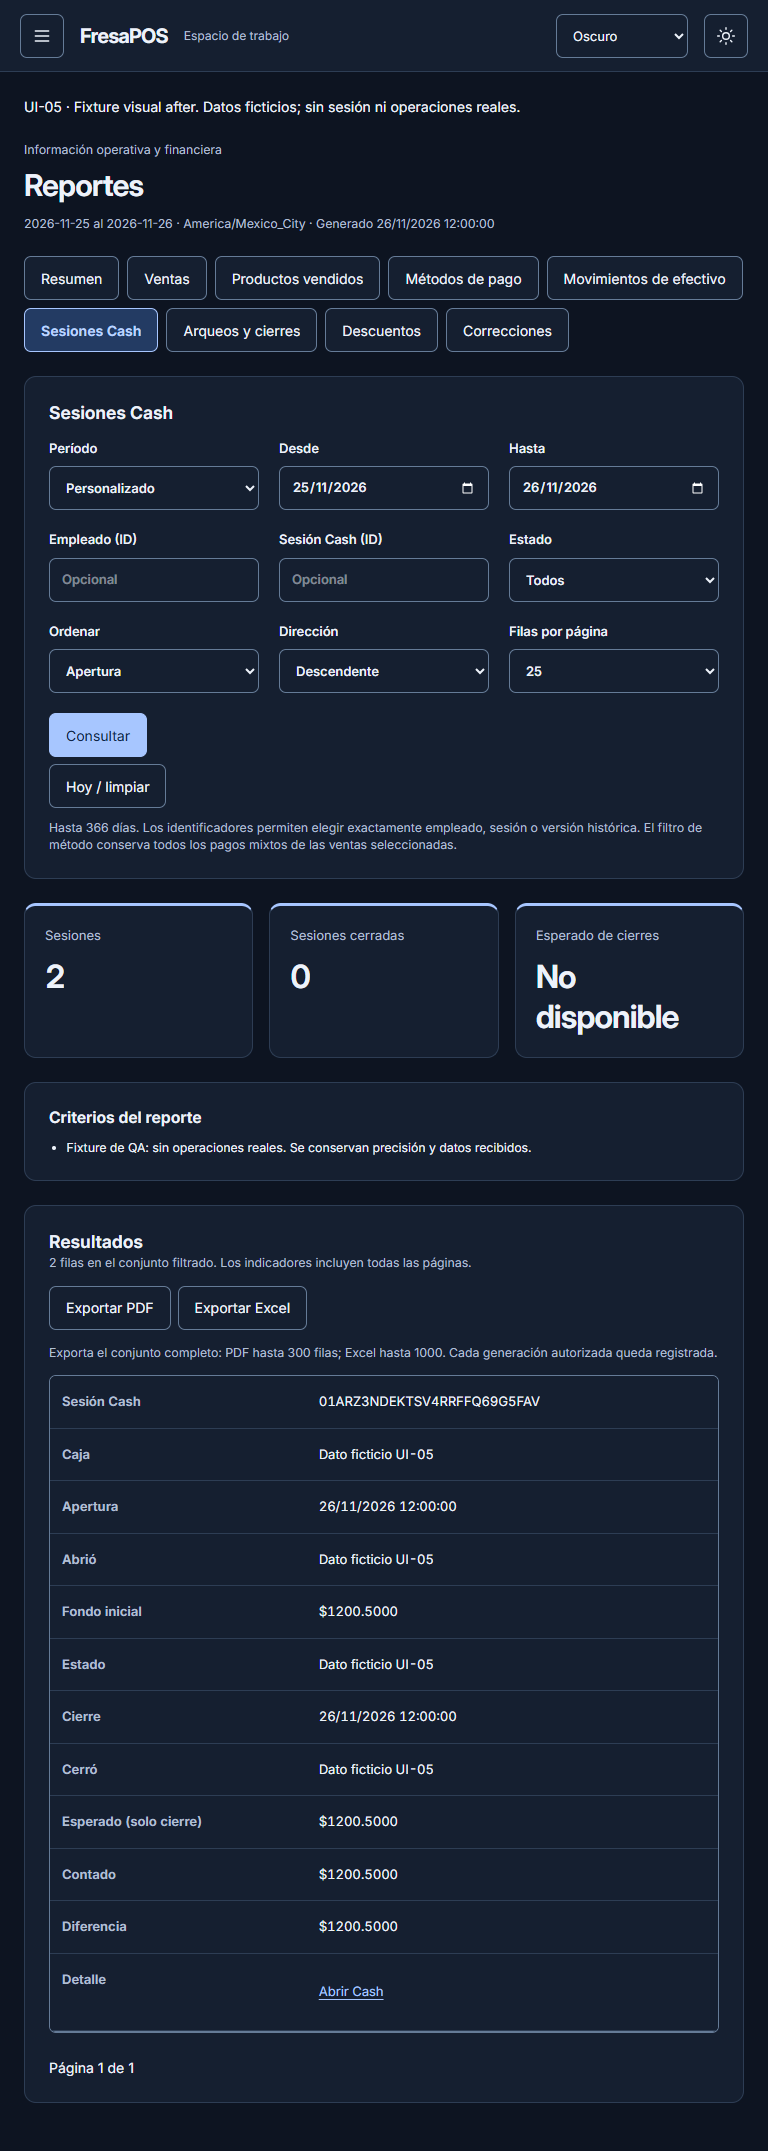 FresaPOS
Espacio de trabajo
Oscuro
UI-05 · Fixture visual after. Datos ficticios; sin sesión ni operaciones reales.
Información operativa y financiera
Reportes
2026-11-25 al 2026-11-26 · America/Mexico_City · Generado 26/11/2026 12:00:00
Resumen
Ventas
Productos vendidos
Métodos de pago
Movimientos de efectivo
Sesiones Cash
Arqueos y cierres
Descuentos
Correcciones
Sesiones Cash
Período
Desde
Hasta
Personalizado
25/11/2026
26/11/2026
Empleado (ID)
Sesión Cash (ID)
Estado
Opcional
Opcional
Todos
Ordenar
Dirección
Filas por página
Apertura
Descendente
25
Consultar
Hoy / limpiar
Hasta 366 días. Los identificadores permiten elegir exactamente empleado, sesión o versión histórica. El filtro de
método conserva todos los pagos mixtos de las ventas seleccionadas.
Sesiones
2
Sesiones cerradas
0
Esperado de cierres
No
disponible
Criterios del reporte
• Fixture de QA: sin operaciones reales. Se conservan precisión y datos recibidos.
Resultados
2 filas en el conjunto filtrado. Los indicadores incluyen todas las páginas.
Exportar PDF
Exportar Excel
Exporta el conjunto completo: PDF hasta 300 filas; Excel hasta 1000. Cada generación autorizada queda registrada.
Sesión Cash 01ARZ3NDEKTSV4RRFFQ69G5FAV
Caja Dato ficticio UI-05
Apertura 26/11/2026 12:00:00
Abrió Dato ficticio UI-05
Fondo inicial $1200.5000
Estado Dato ficticio UI-05
Cierre 26/11/2026 12:00:00
Cerró Dato ficticio UI-05
Esperado (solo cierre) $1200.5000
Contado $1200.5000
Diferencia $1200.5000
Detalle Abrir Cash
Página 1 de 1